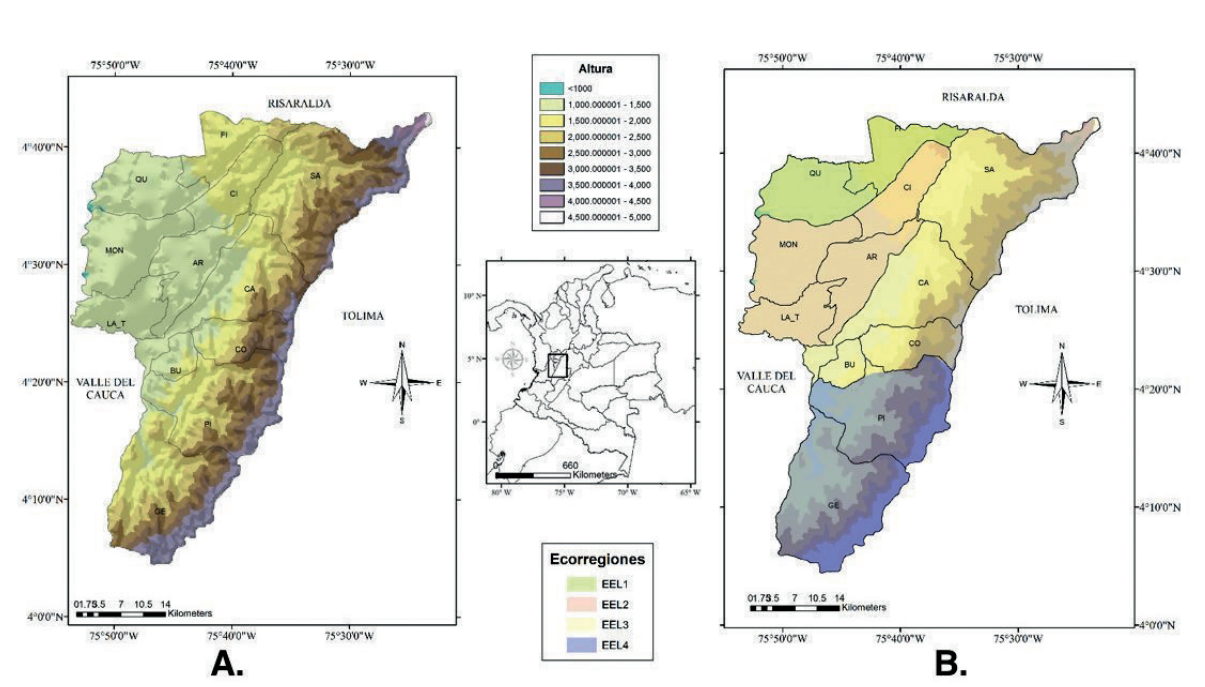 75°50'0"W 75°40'0"W 75°30'0"W
RISARALDA
FI
4°40'0"N
QU
CI
SA
MON
AR
4°30'0"N
CA
TOLIMA
LA_T
CO
BU
N
W E
S
4°20'0"N
VALLE DEL
CAUCA
PI
4°10'0"N
GE
01.75 3.5 7 10.5 14
Kilometers
4°0'0"N
75°50'0"W 75°40'0"W 75°30'0"W
A.
Altura
<1000
1,000.000001 - 1,500
1,500.000001 - 2,000
2,000.000001 - 2,500
2,500.000001 - 3,000
3,000.000001 - 3,500
3,500.000001 - 4,000
4,000.000001 - 4,500
4,500.000001 - 5,000
10° N
5° N
0°
660
Kilometers
80° W 75° W 70° W 65° W
Ecorregiones
EEL1
EEL2
EEL3
EEL4
75°50'0"W 75°40'0"W 75°30'0"W
RISARALDA
4°40'0"N
QU
SA
CI
MON
AR
4°30'0"N
CA
TOLIMA
LA_T
CO
BU
N
W E
S
4°20'0"N
VALLE DEL
CAUCA
PI
4°10'0"N
GE
01.75 3.5 7 10.5 14
Kilometers
4°0'0"N
75°50'0"W 75°40'0"W 75°30'0"W
B.